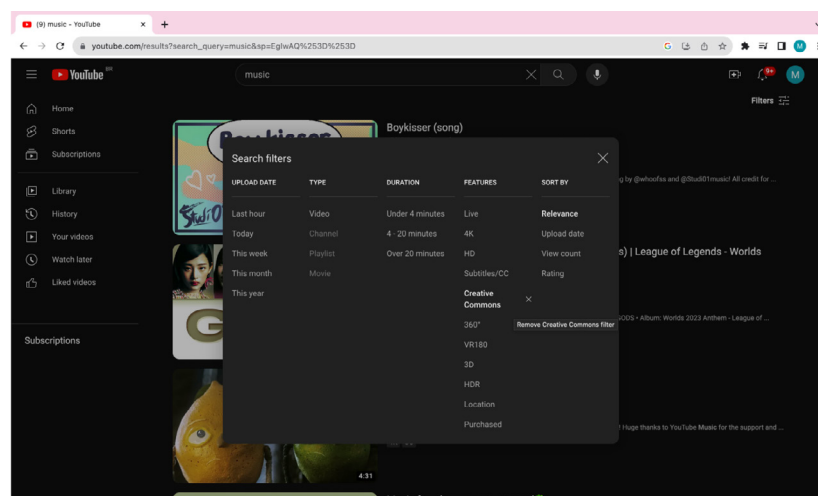 (9) music - YouTube
youtube.com/results?search_query=music&sp=EgIwAQ%253D%253D
YouTube
music
9+
M
Filters
Home
Shorts
Subscriptions
Library
History
Your videos
Watch later
Liked videos
Subscriptions
Boykisser (song)
g by @whoofaa and @Studi01music! All credit for ...
s) | League of Legends - Worlds
GODS • Album: Worlds 2023 Anthem - League of ...
! Huge thanks to YouTube Music for the support and ...
4:31
Search filters
UPLOAD DATE
Last hour
Today
This week
This month
This year
TYPE
Video
Channel
Playlist
Movie
DURATION
Under 4 minutes
4 - 20 minutes
Over 20 minutes
FEATURES
Live
4K
HD
Subtitles/CC
Creative
Commons
360°
VR180
3D
HDR
Location
Purchased
SORT BY
Relevance
Upload date
View count
Rating
Remove Creative Commons filter